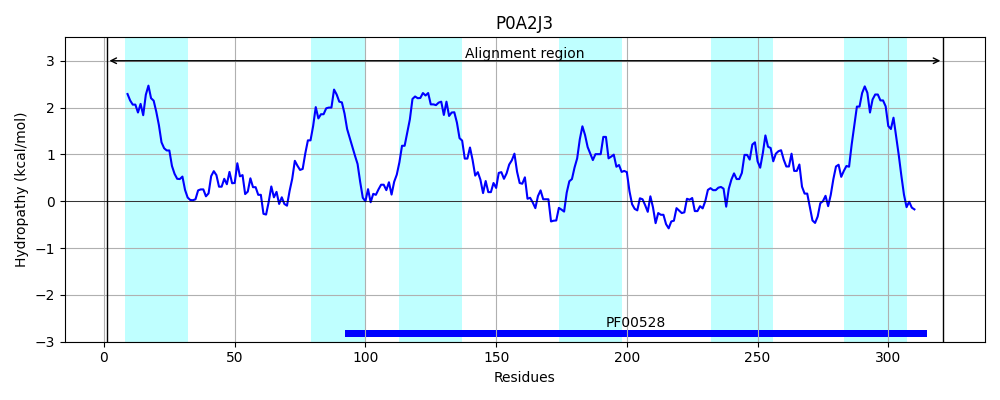 P0A2J3
Alignment region
Hydropathy (kcal/mol)
3
2
1
0
−1
−2
−3
PF00528
0 50 100 150 200 250 300
Residues